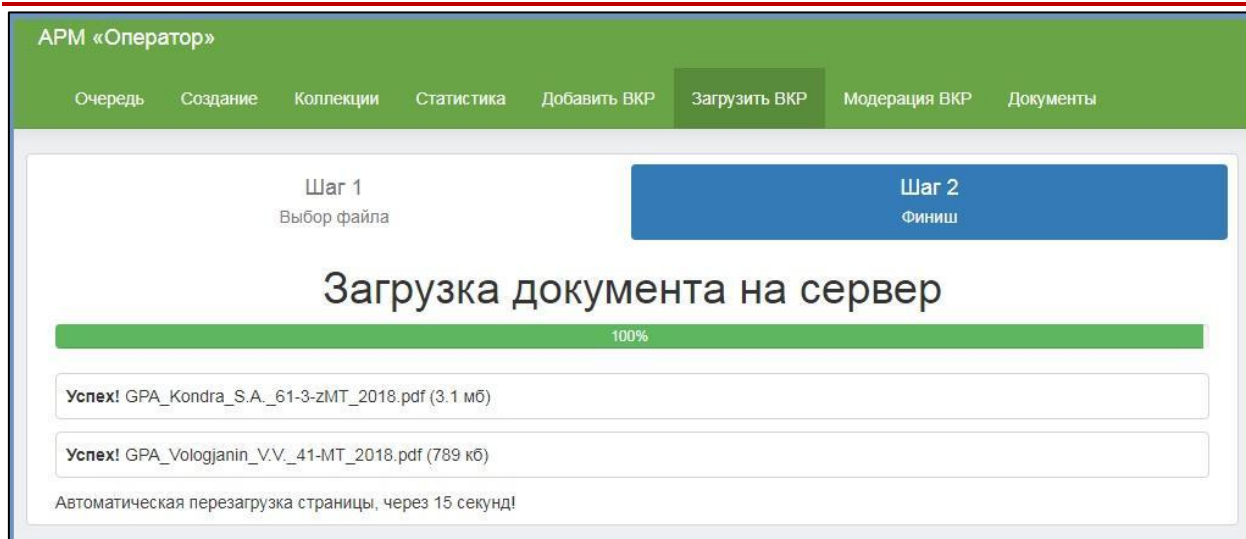 АРМ «Оператор»
Очередь Создание Коллекции Статистика Добавить ВКР Загрузить ВКР Модерация ВКР Документы
Шаг 1
Выбор файла
Шаг 2
Финиш
Загрузка документа на сервер
100%
Успех! GPA_Kondra_S.A._61-3-zMT_2018.pdf (3.1 мб)
Успех! GPA_Vologjanin_V.V._41-MT_2018.pdf (789 кб)
Автоматическая перезагрузка страницы, через 15 секунд!